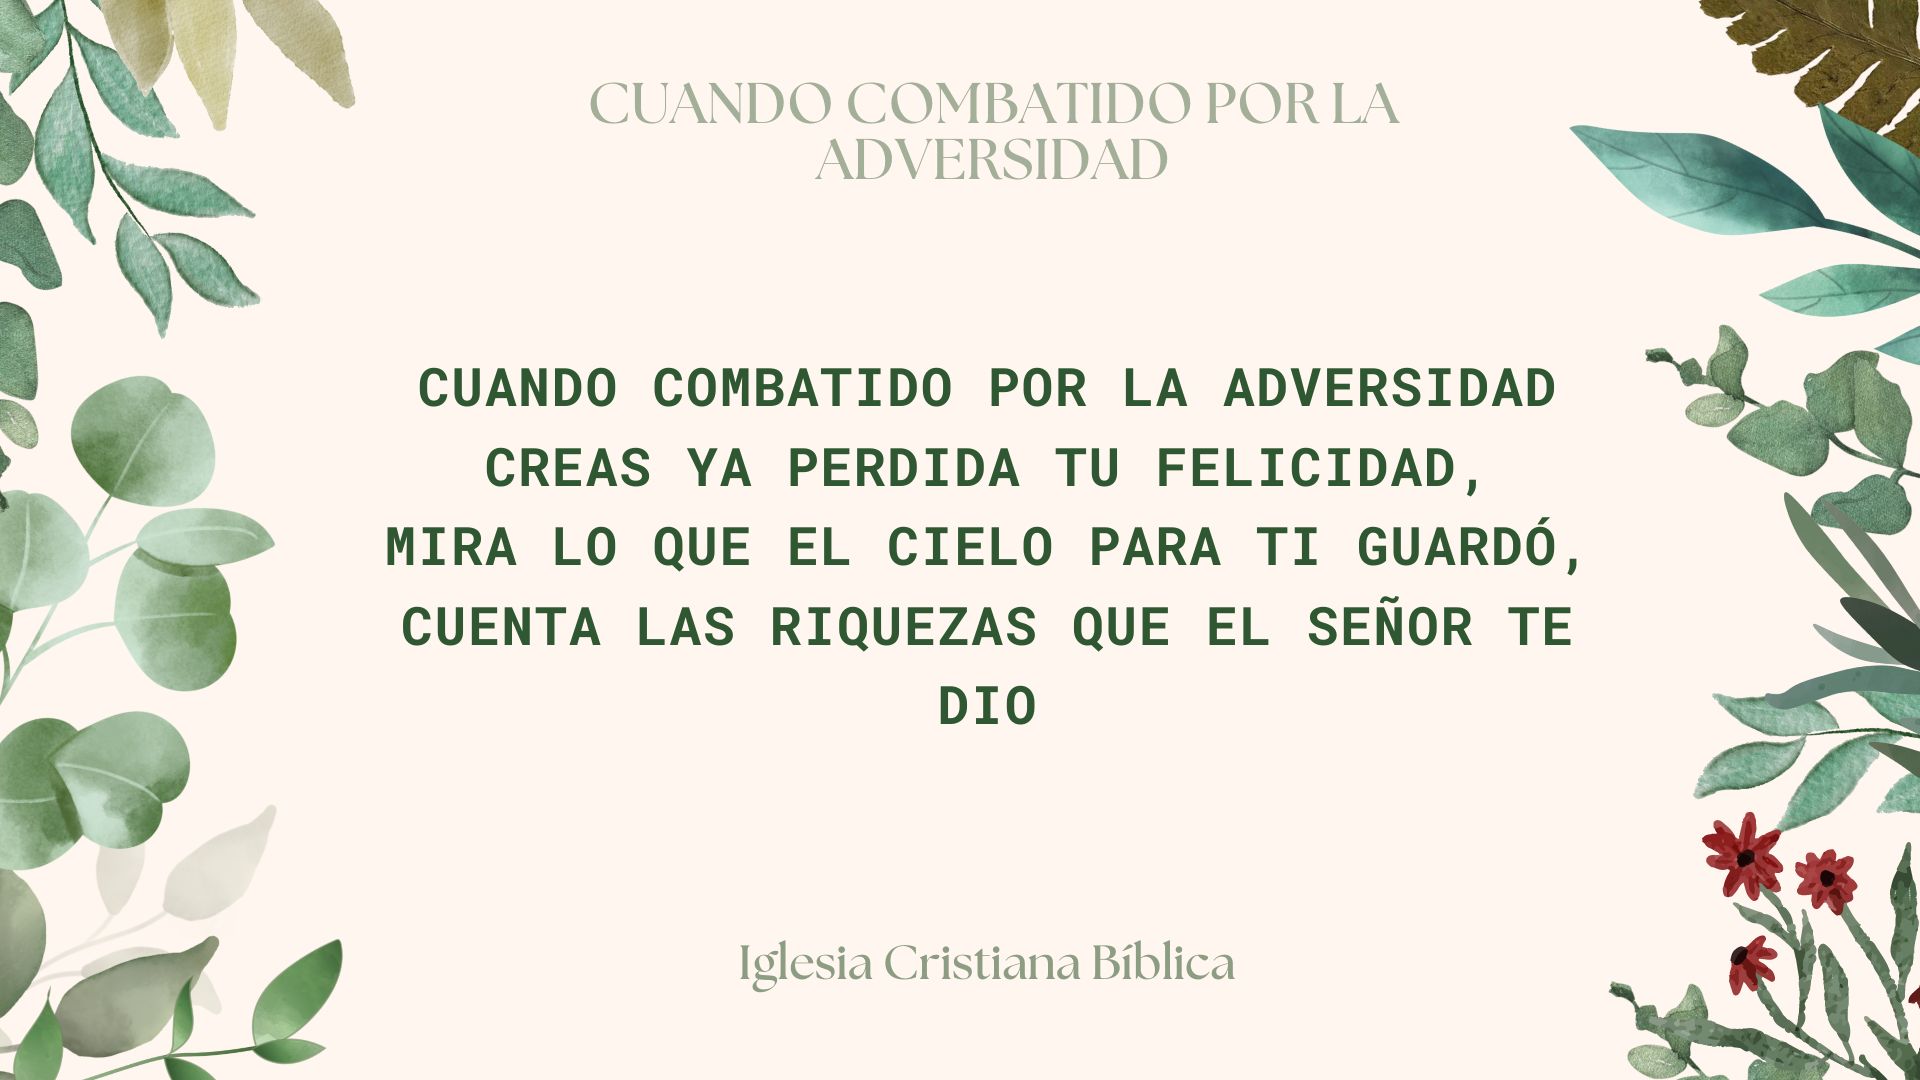 CUANDO COMBATIDO POR LA
ADVERSIDAD
CUANDO COMBATIDO POR LA ADVERSIDAD
CREAS YA PERDIDA TU FELICIDAD,
MIRA LO QUE EL CIELO PARA TI GUARDÓ,
CUENTA LAS RIQUEZAS QUE EL SEÑOR TE
DIO
Iglesia Cristiana Bíblica